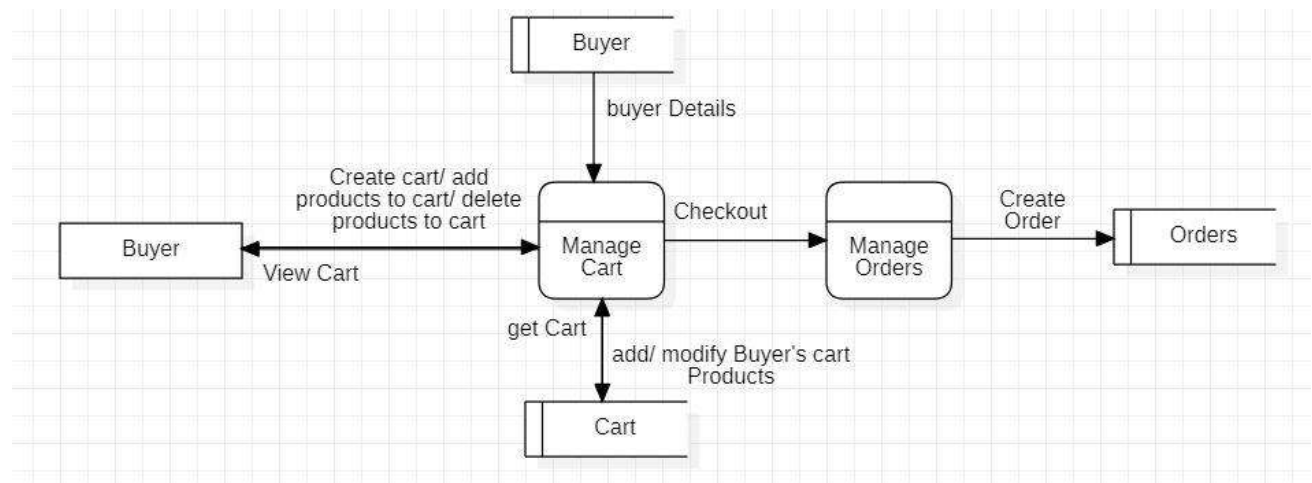 Buyer
buyer Details
Create cart/ add
products to cart/ delete
products to cart
Buyer
View Cart
Manage
Cart
Checkout
Manage
Orders
Create
Order
Orders
get Cart
add/ modify Buyer's cart
Products
Cart